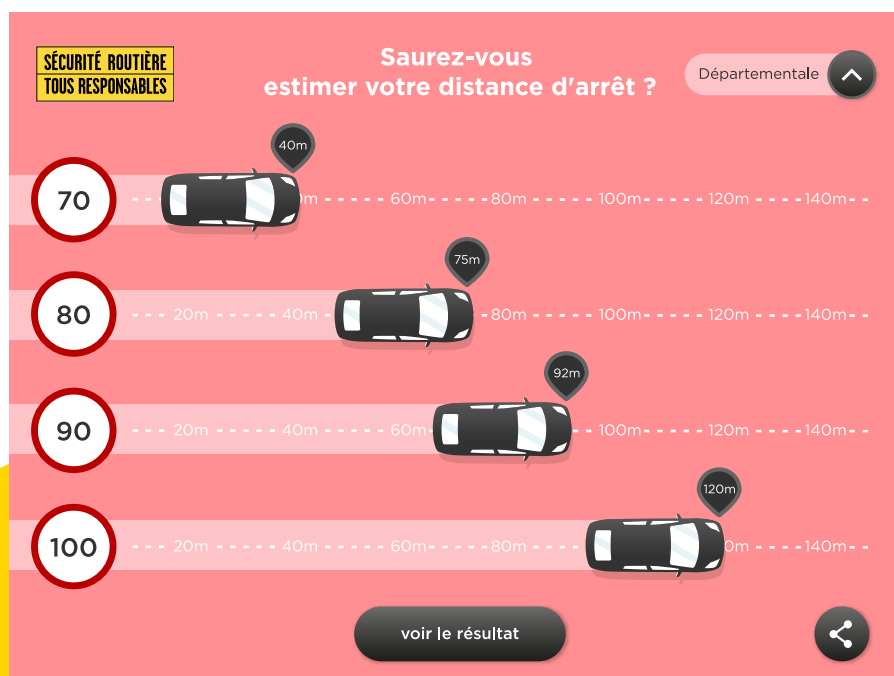 SÉCURITÉ ROUTIÈRE
TOUS RESPONSABLES
Saurez-vous
estimer votre distance d'arrêt ?
Départementale
40m
70
60m 80m 100m 120m 140m
75m
80
20m 40m 80m 100m 120m 140m
92m
90
20m 40m 60m 100m 120m 140m
120m
100
20m 40m 60m 80m 140m
voir le résultat